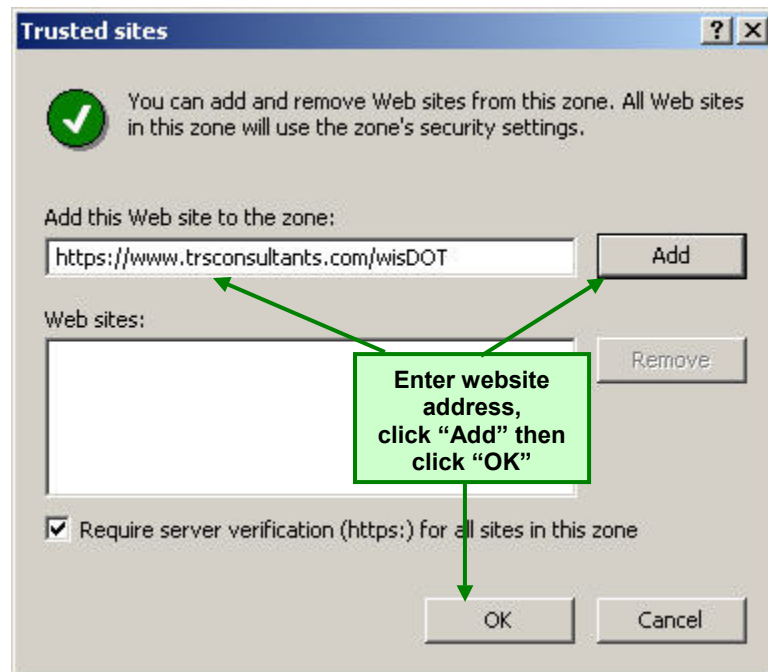 Trusted sites
You can add and remove Web sites from this zone. All Web sites
in this zone will use the zone's security settings.
Add this Web site to the zone:
https://www.trsconsultants.com/wisDOT
Add
Web sites:
Remove
Enter website
address,
click “Add” then
click “OK”
Require server verification (https:) for all sites in this zone
OK
Cancel